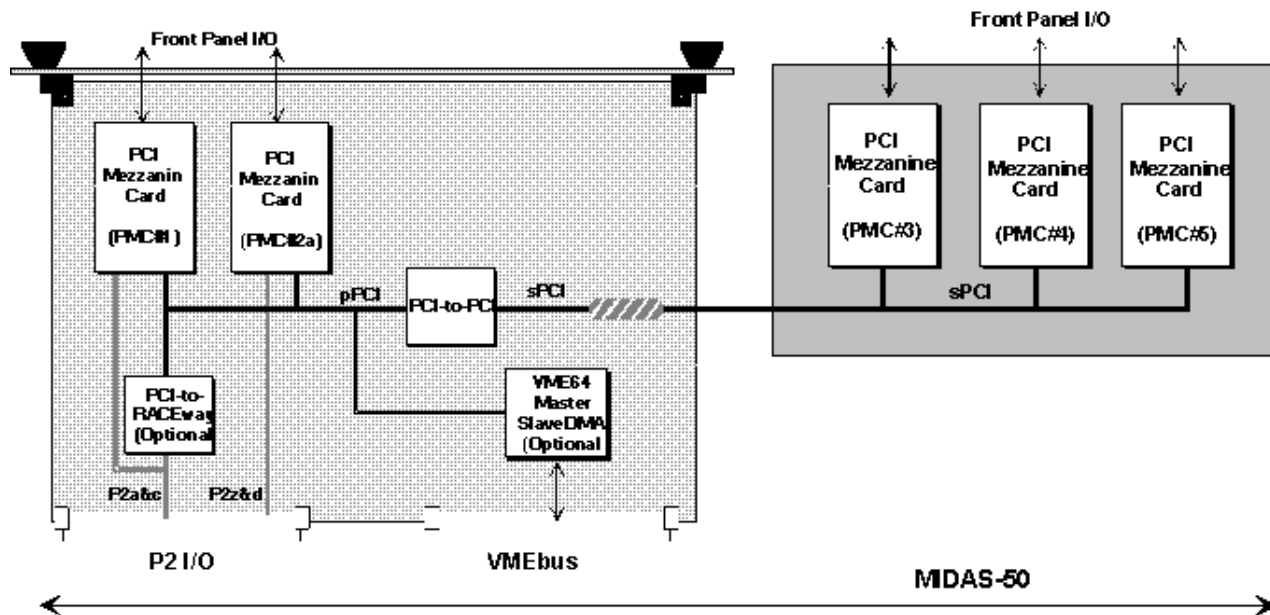 Front Panel I/O
Front Panel I/O
PCI
Mezzanin
Card
(PMC#1)
PCI
Mezzanin
Card
(PMC#2a)
PCI
Mezzanine
Card
(PMC#3)
PCI
Mezzanine
Card
(PMC#4)
PCI
Mezzanine
Card
(PMC#5)
pPCI
PCI-to-PCI
sPCI
sPCI
PCI-to-
RACEway
(Optional
VME64
Master
SlaveDMA
(Optional
P2a&c
P2z&d
P2 I/O
VMEbus
MIDAS-50